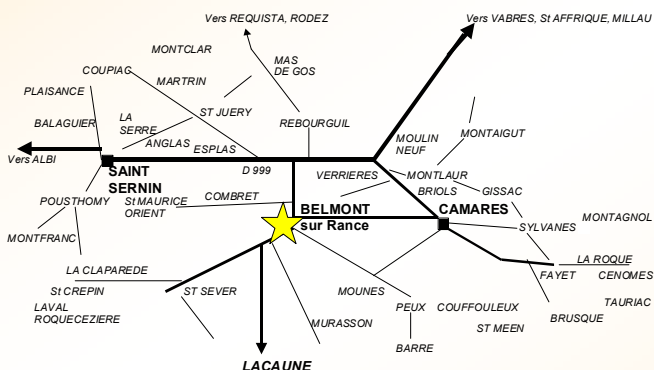 Vers REQUISTA, RODEZ
Vers VABRES, St AFFRIQUE, MILLAU
MONTCLAR
COUPIAC
MAS
DE GOS
MARTRIN
PLAISANCE
ST JUERY
LA
SERRE
BALAGUIER
REBOURGUIL
MOULIN
NEUF
MONTAIGUT
ANGLAS
ESPLAS
Vers ALBI
D 999
SAINT
SERNIN
VERRIERES
MONTLAUR
BRIOLS
GISSAC
POUSTHOMY
St MAURICE
ORIENT
COMBRET
BELMONT
sur Rance
CAMARES
MONTAGNOL
SYLVANES
MONTFRANC
LA CLAPAREDE
LA ROQUE
FAYET
CENOMES
St CREPIN
ST SEVER
MOUNES
LAVAL
ROQUECEZIERE
PEUX
COUFFOULEUX
TAURIAC
BRUSQUE
MURASSON
ST MEEN
BARRE
LACAUNE